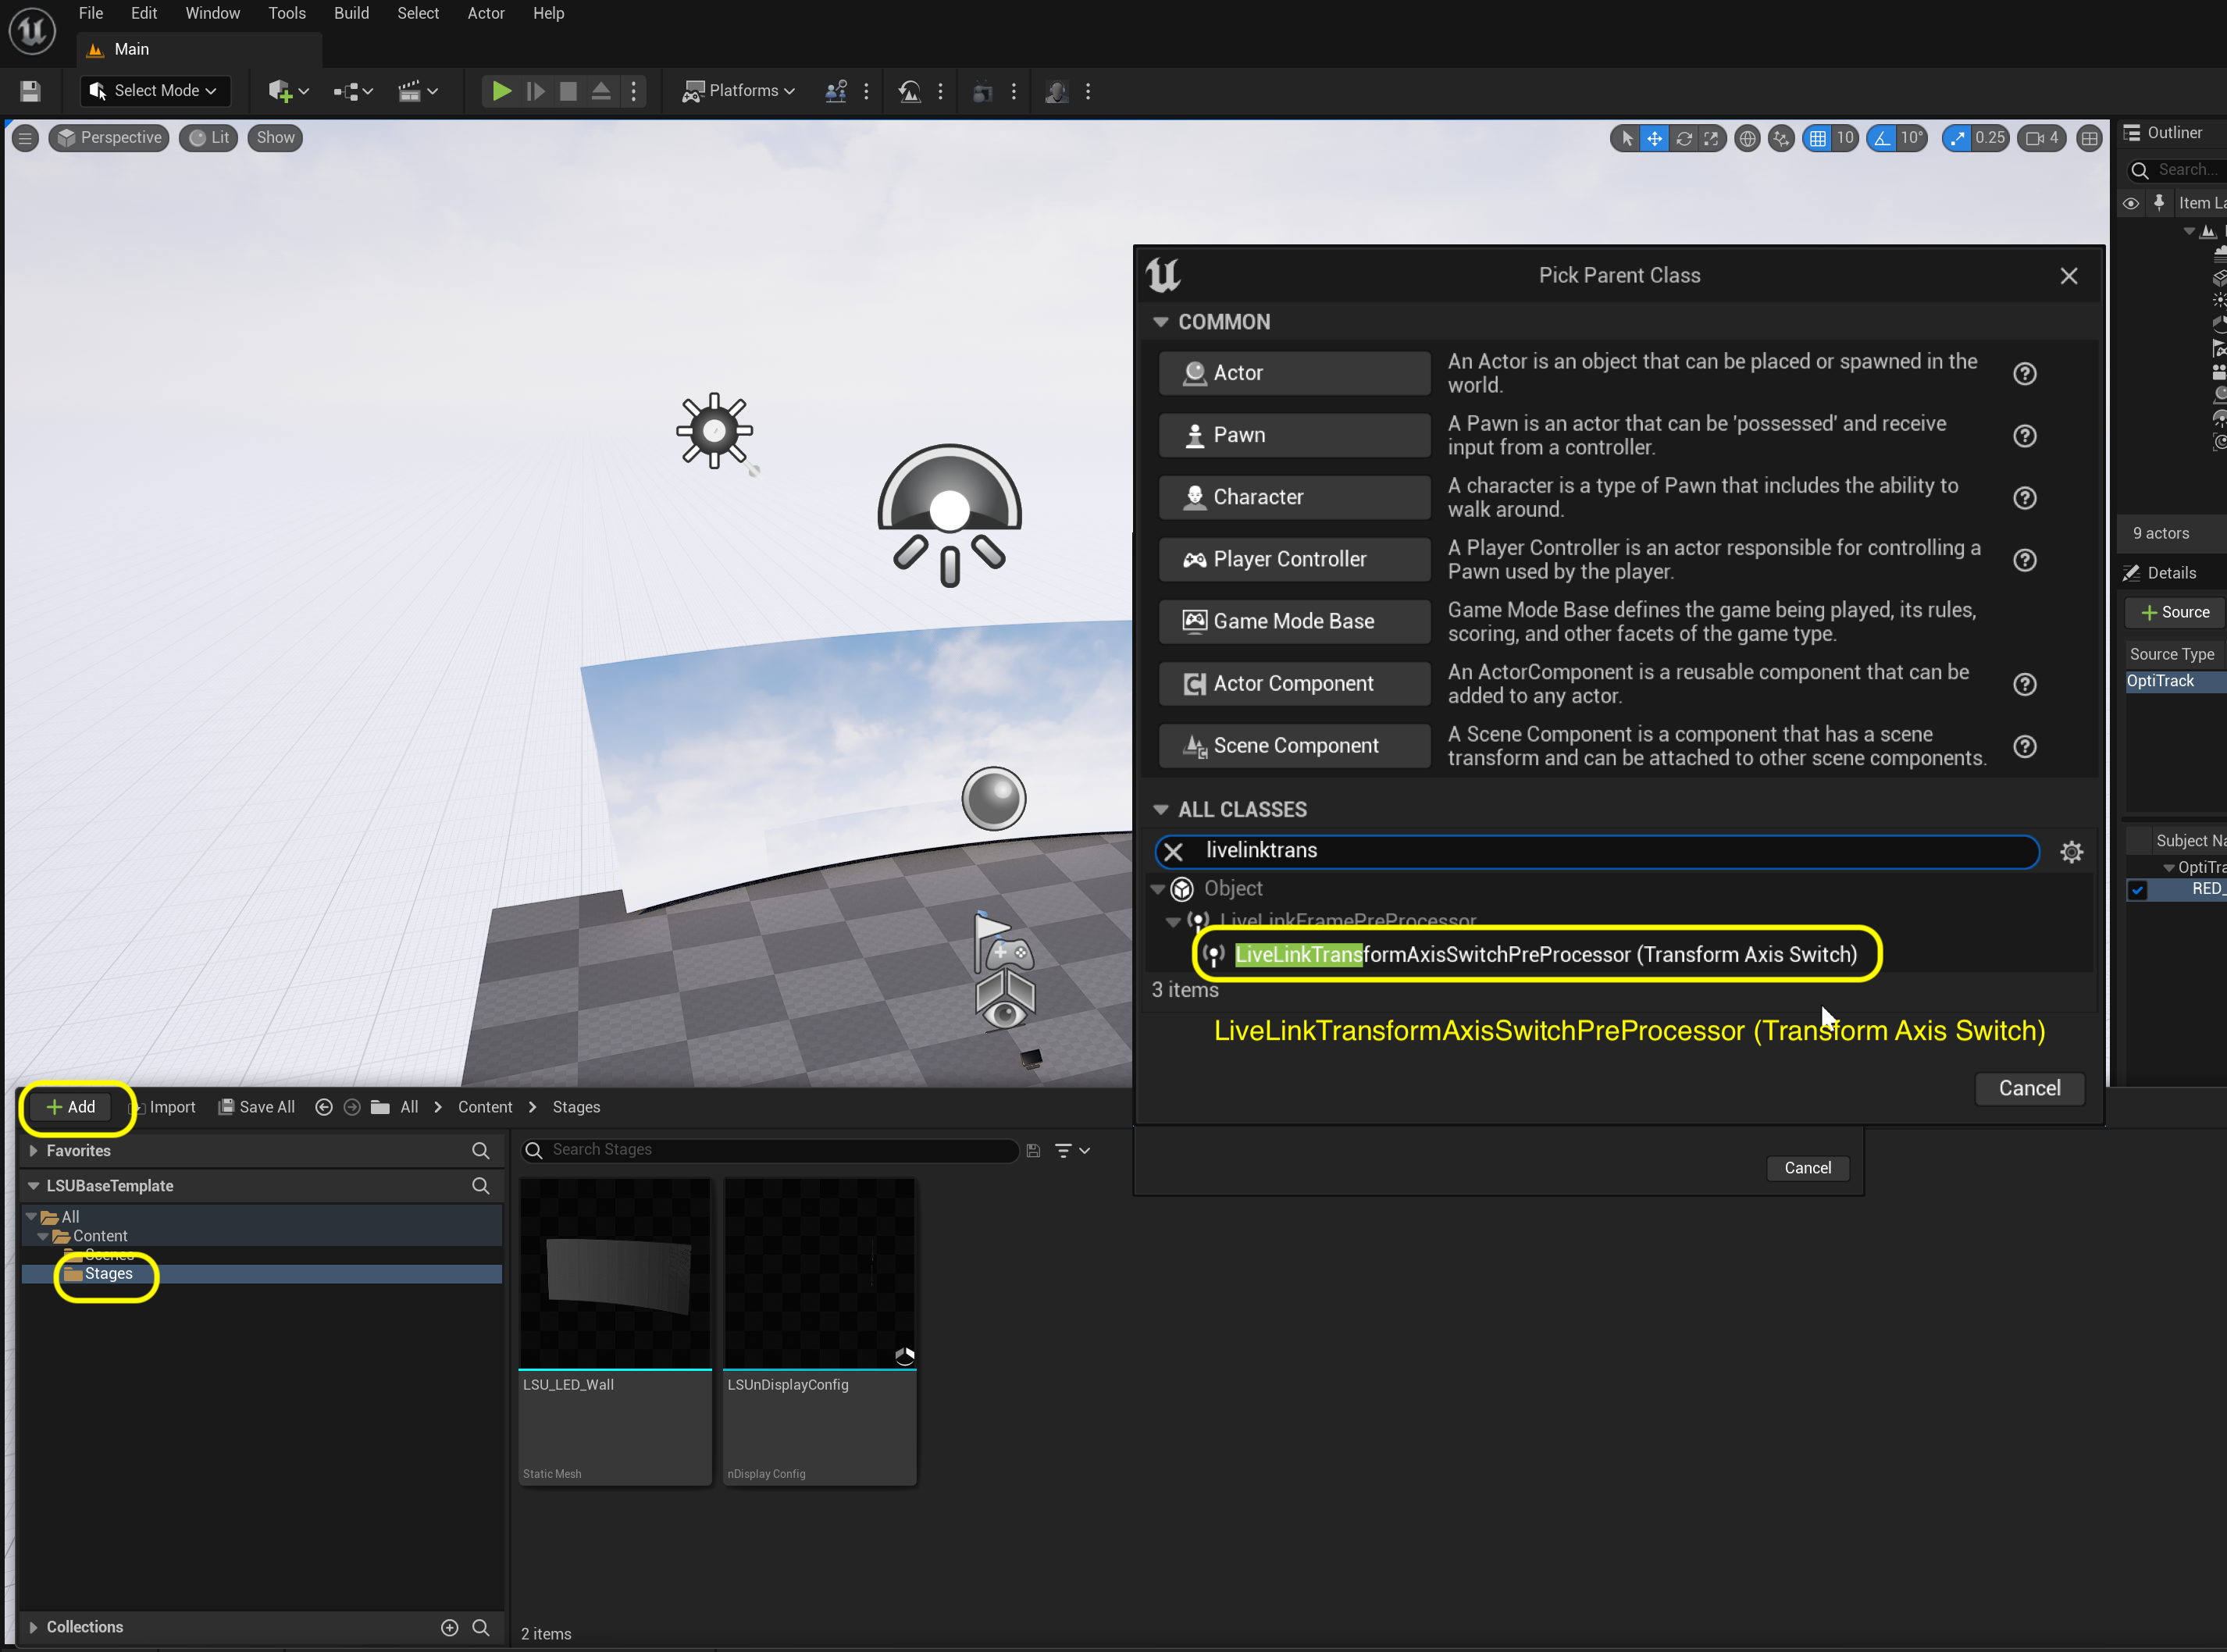 File Edit Window Tools Build Select Actor Help
Main
Select Mode
Platforms
Perspective Lit Show
10 10° 0.25 4
Outliner
Search...
Item La
9 actors
Details
Source
Source Type
OptiTrack
Subject Na
OptiTra
RED_
Pick Parent Class
COMMON
Actor
An Actor is an object that can be placed or spawned in the
world.
Pawn
A Pawn is an actor that can be 'possessed' and receive
input from a controller.
Character
A character is a type of Pawn that includes the ability to
walk around.
Player Controller
A Player Controller is an actor responsible for controlling a
Pawn used by the player.
Game Mode Base
Game Mode Base defines the game being played, its rules,
scoring, and other facets of the game type.
Actor Component
An ActorComponent is a reusable component that can be
added to any actor.
Scene Component
A Scene Component is a component that has a scene
transform and can be attached to other scene components.
ALL CLASSES
livelinktrans
Object
LiveLinkFramePreProcessor
LiveLinkTransformAxisSwitchPreProcessor (Transform Axis Switch)
3 items
LiveLinkTransformAxisSwitchPreProcessor (Transform Axis Switch)
Cancel
Cancel
Add Import Save All All Content Stages
Favorites
Search Stages
LSUBaseTemplate
All
Content
Scenes
Stages
LSU_LED_Wall
Static Mesh
LSUnDisplayConfig
nDisplay Config
Collections
2 items